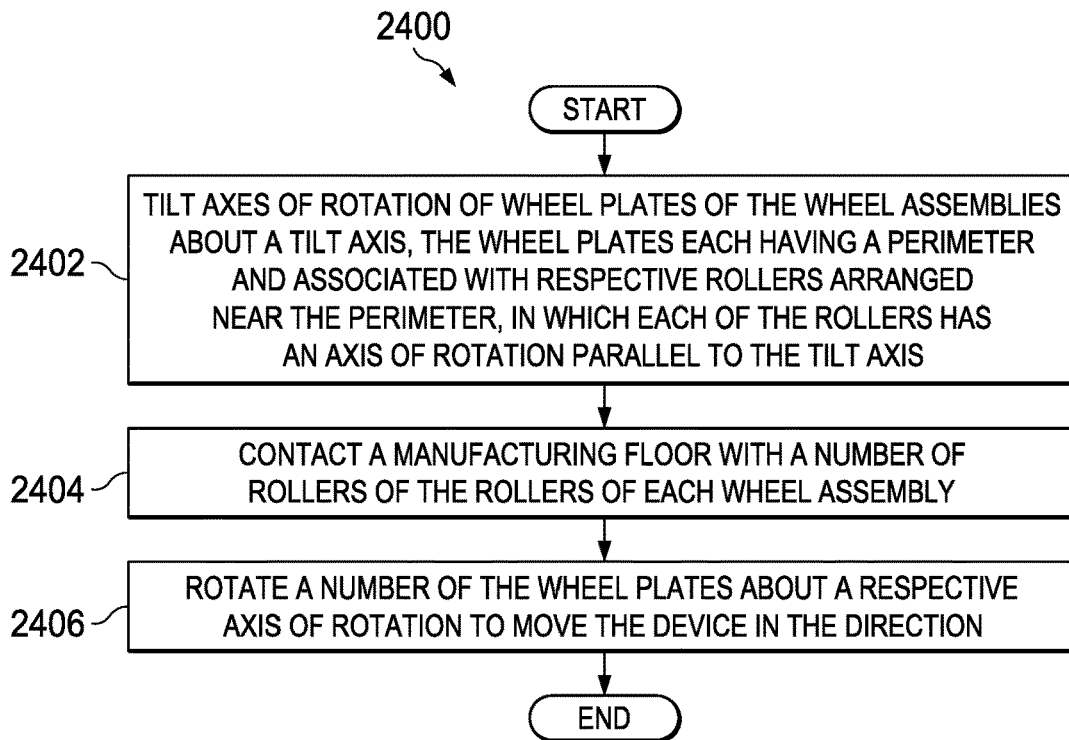 2400
START
2402
TILT AXES OF ROTATION OF WHEEL PLATES OF THE WHEEL ASSEMBLIES
ABOUT A TILT AXIS, THE WHEEL PLATES EACH HAVING A PERIMETER
AND ASSOCIATED WITH RESPECTIVE ROLLERS ARRANGED
NEAR THE PERIMETER, IN WHICH EACH OF THE ROLLERS HAS
AN AXIS OF ROTATION PARALLEL TO THE TILT AXIS
2404
CONTACT A MANUFACTURING FLOOR WITH A NUMBER OF
ROLLERS OF THE ROLLERS OF EACH WHEEL ASSEMBLY
2406
ROTATE A NUMBER OF THE WHEEL PLATES ABOUT A RESPECTIVE
AXIS OF ROTATION TO MOVE THE DEVICE IN THE DIRECTION
END